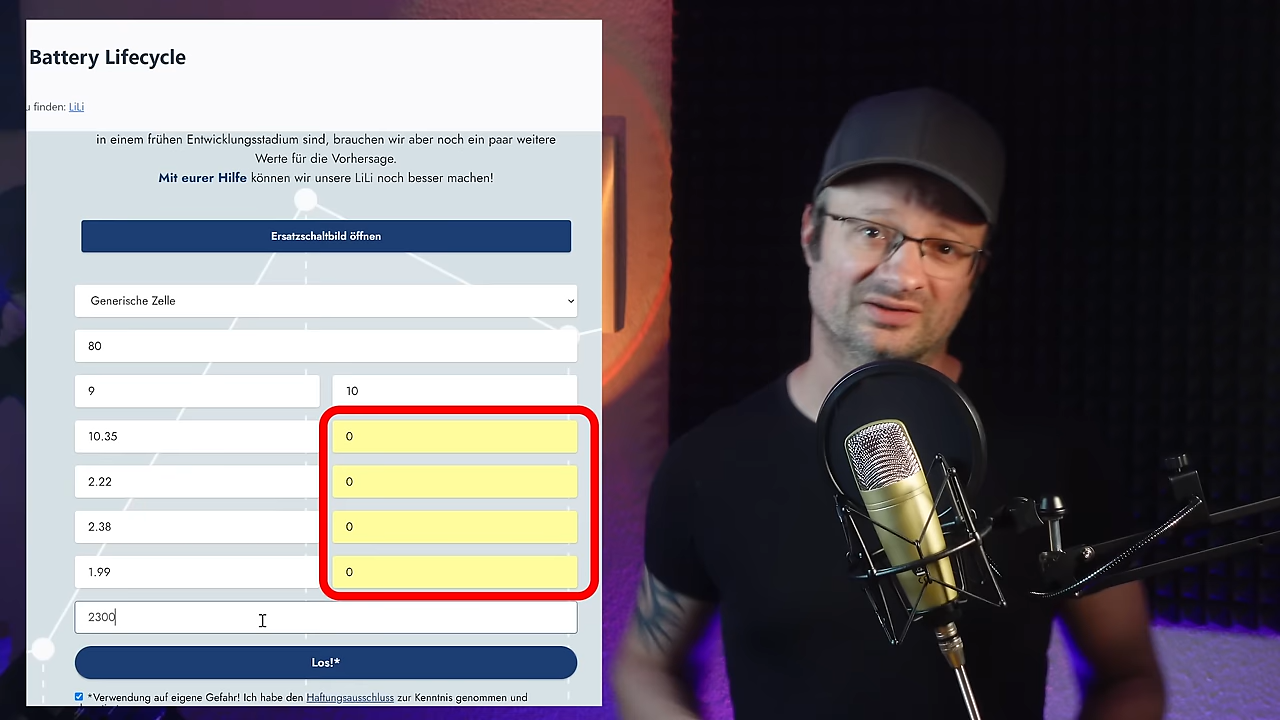 Battery Lifecycle
u finden: LiLi
in einem frühen Entwicklungsstadium sind, brauchen wir aber noch ein paar weitere
Werte für die Vorhersage.
Mit eurer Hilfe können wir unsere LiLi noch besser machen!
Ersatzschaltbild öffnen
Generische Zelle
80
9 10
10.35 0
2.22 0
2.38 0
1.99 0
2300
Los!*
*Verwendung auf eigene Gefahr! Ich habe den Haftungsausschluss zur Kenntnis genommen und